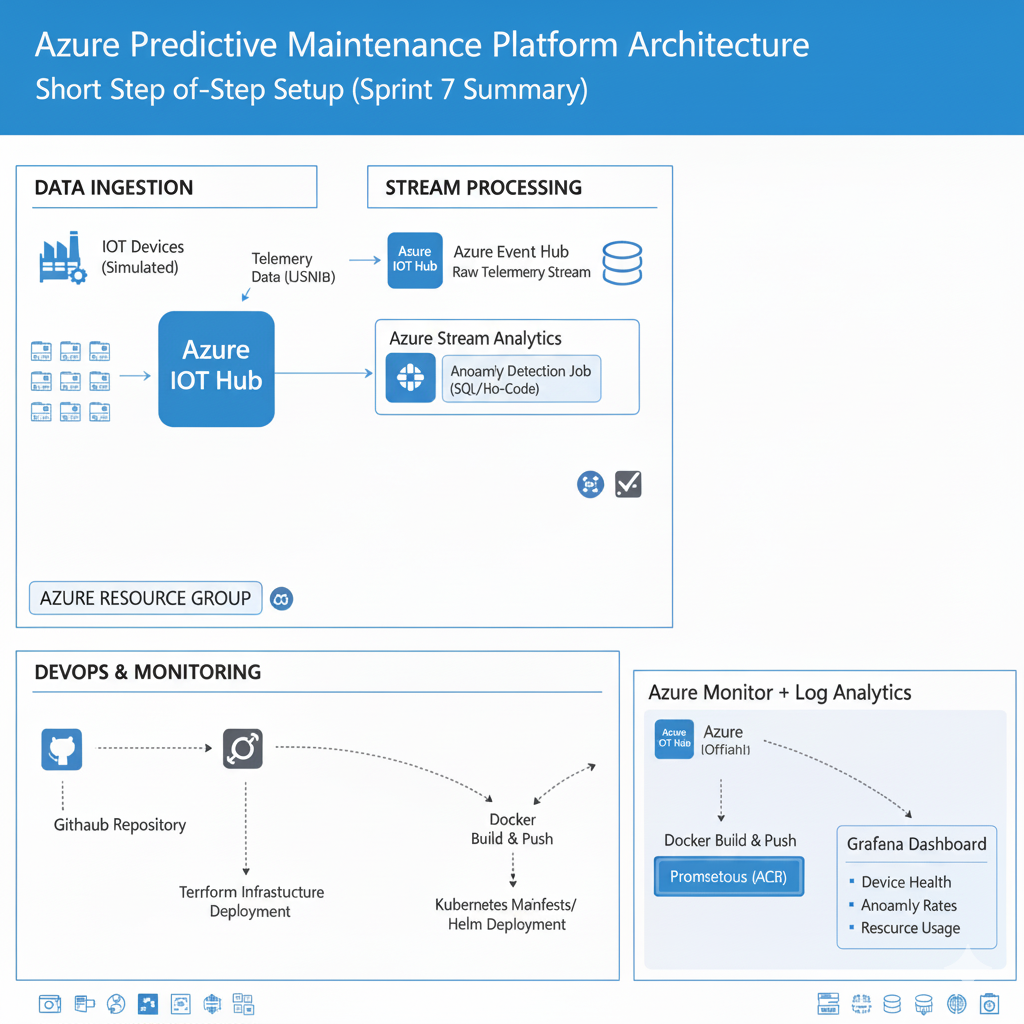 Azure Predictive Maintenance Platform Architecture
Short Step of-Step Setup (Sprint 7 Summary)
DATA INGESTION
IOT Devices
(Simulated)
Telemery
Data (USNIB)
Azure
IOT Hub
STREAM PROCESSING
Asure
IOT Hub
Azure Event Hub
Raw Telemerry Stream
Azure Stream Analytics
Anoamly Detection Job
(SQL/Ho-Code)
AZURE RESOURCE GROUP
DEVOPS & MONITORING
Githaub Repository
Terrform Infrastucture
Deployment
Docker
Build & Push
Kubernetes Manfests/
Helm Deployment
Azure Monitor + Log Analytics
OT Hab
Azure
Docker Build & Push
Promsetous (ACR)
Grafana Dashboard
▪ Device Health
▪ Anoamly Rates
▪ Rescurce Usage